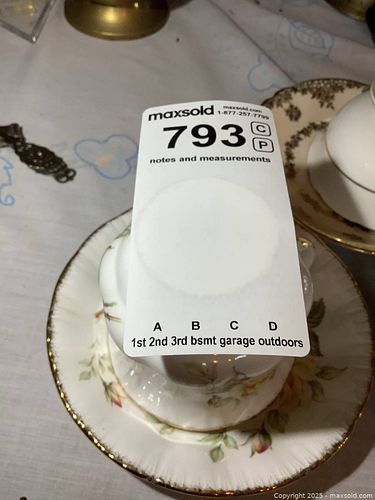 maxsold maxsold.com
1-877-257-7799
793 C
P
notes and measurements
A B C D
1st 2nd 3rd bsmt garage outdoors
Copyright 2025 - maxsold.com